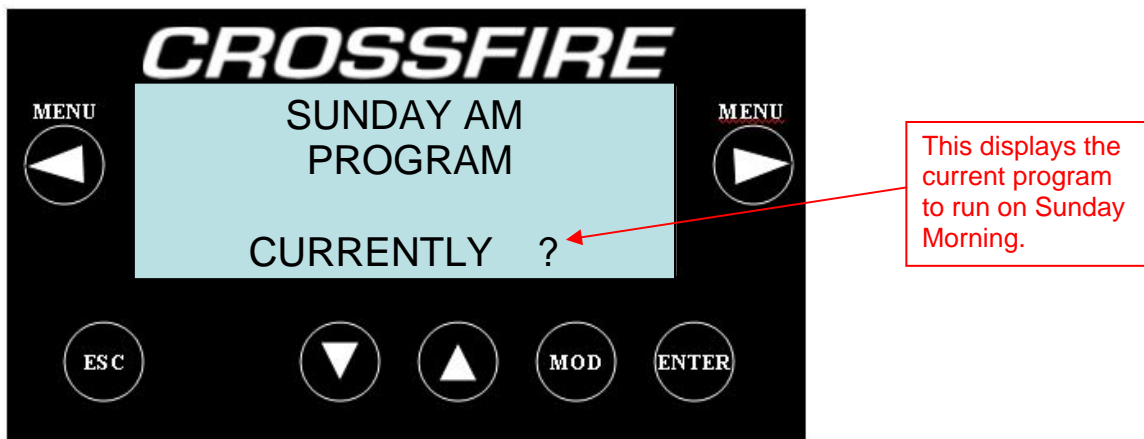 CROSSFIRE
MENU
SUNDAY AM
PROGRAM
CURRENTLY ?
MENU
This displays the
current program
to run on Sunday
Morning.
ESC
MOD
ENTER